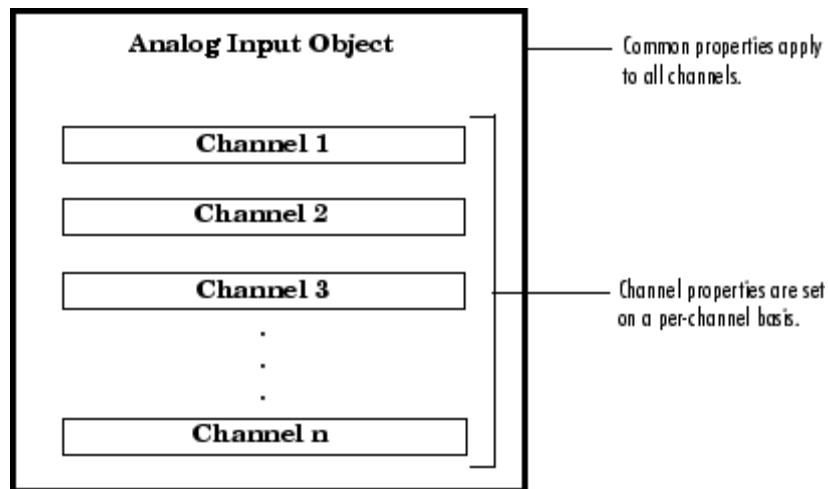 Analog Input Object
Common properties apply
to all channels.
Channel 1
Channel 2
Channel 3
Channel properties are set
on a per-channel basis.
.
.
.
Channel n